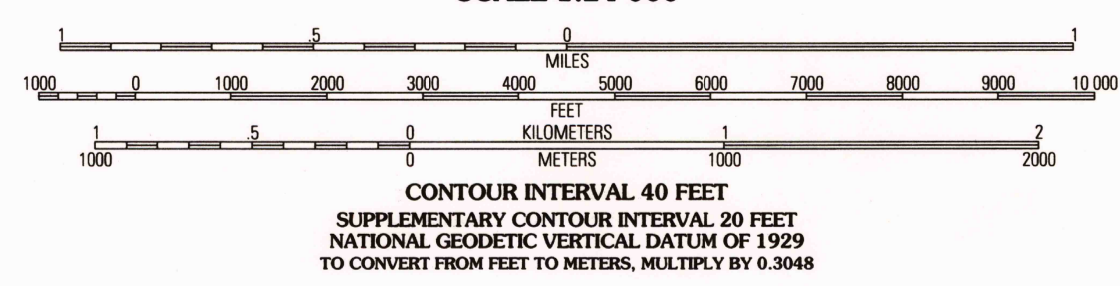 1 .5 0 1
MILES
1000 0 1000 2000 3000 4000 5000 6000 7000 8000 9000 10 000
FEET
1 .5 0 KILOMETERS 1 2
1000 0 METERS 1000 2000
CONTOUR INTERVAL 40 FEET
SUPPLEMENTARY CONTOUR INTERVAL 20 FEET
NATIONAL GEODETIC VERTICAL DATUM OF 1929
TO CONVERT FROM FEET TO METERS, MULTIPLY BY 0.3048